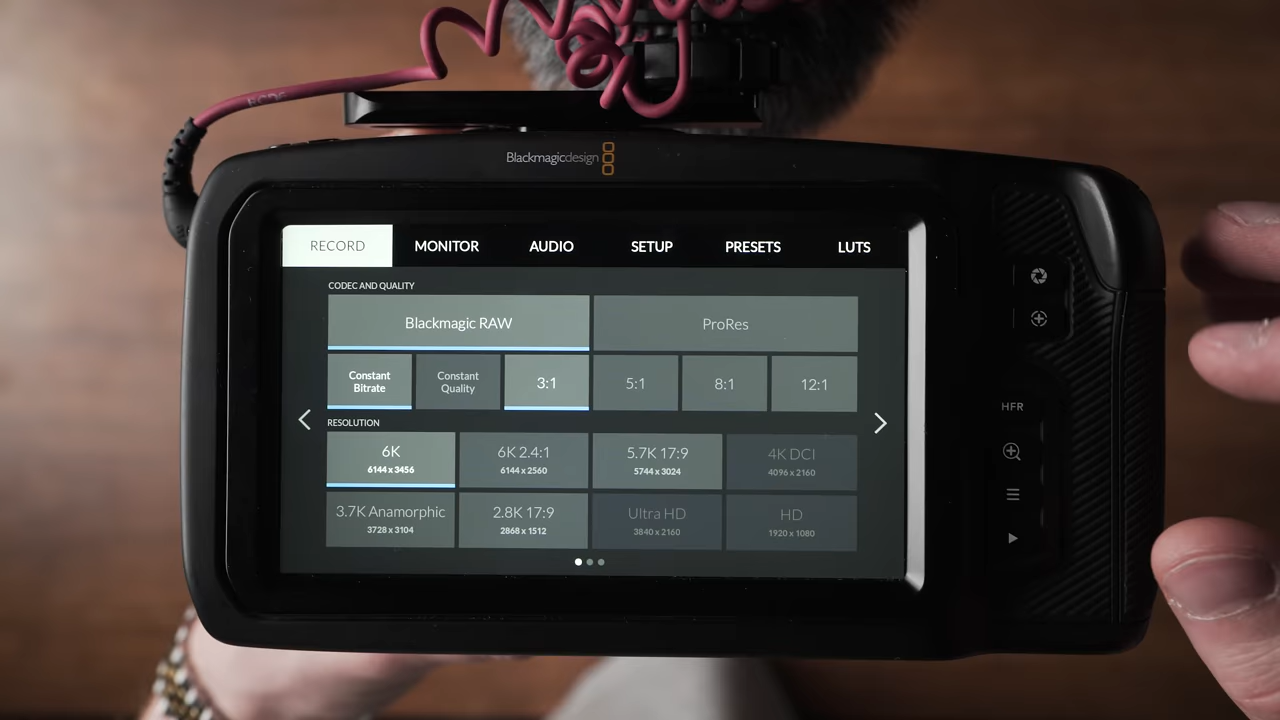 Blackmagicdesign
RECORD MONITOR AUDIO SETUP PRESETS LUTS
CODEC AND QUALITY
Blackmagic RAW ProRes
Constant Bitrate Constant Quality 3:1 5:1 8:1 12:1
RESOLUTION
6K 6K 2.4:1 5.7K 17:9 4K DCI
6144 x 3456 6144 x 2560 5744 x 3024 4096 x 2160
3.7K Anamorphic 2.8K 17:9 Ultra HD HD
3728 x 3104 2868 x 1512 3840 x 2160 1920 x 1080
HFR